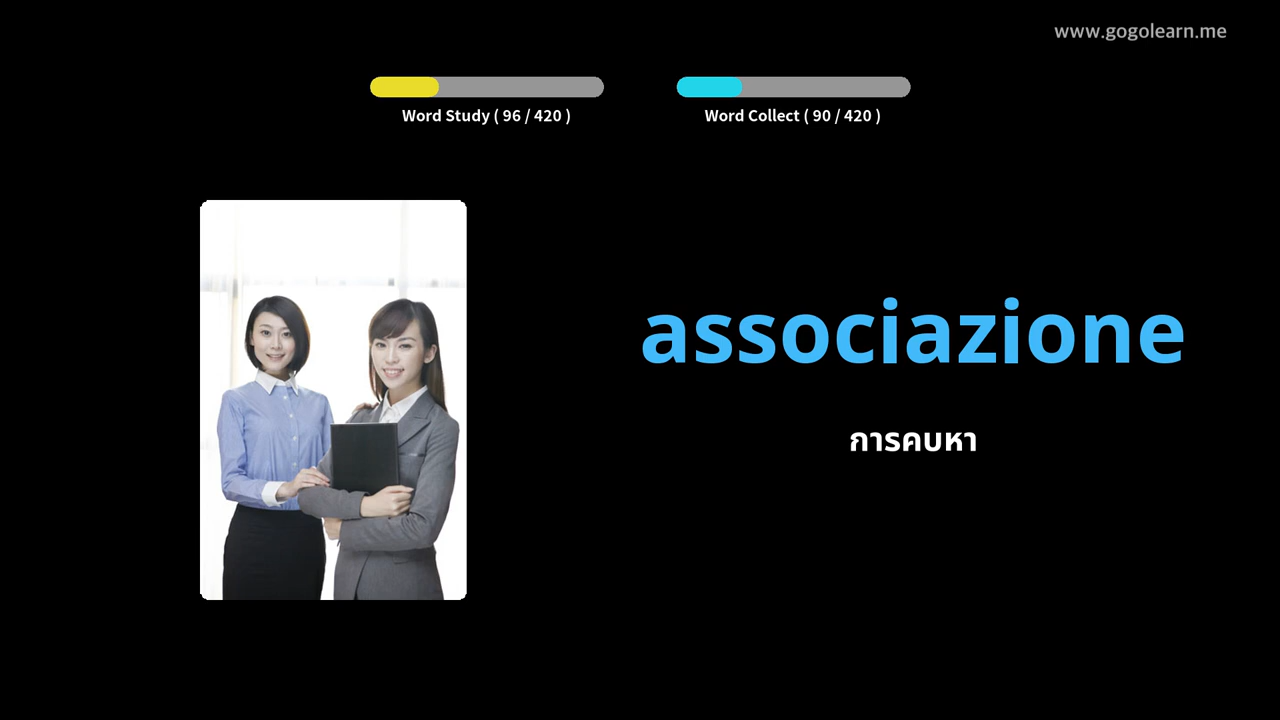 www.gogolearn.me
Word Study ( 96 / 420 )
Word Collect ( 90 / 420 )
associazione
การคบหา